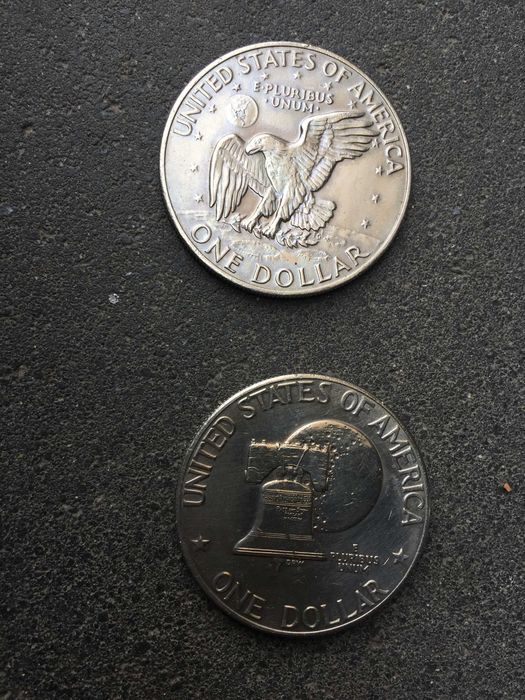 UNITED STATES OF AMERICA
E·PLURIBUS
·UNUM·
ONE DOLLAR
UNITED STATES OF AMERICA
E
PLURIBUS
UNUM
ONE DOLLAR